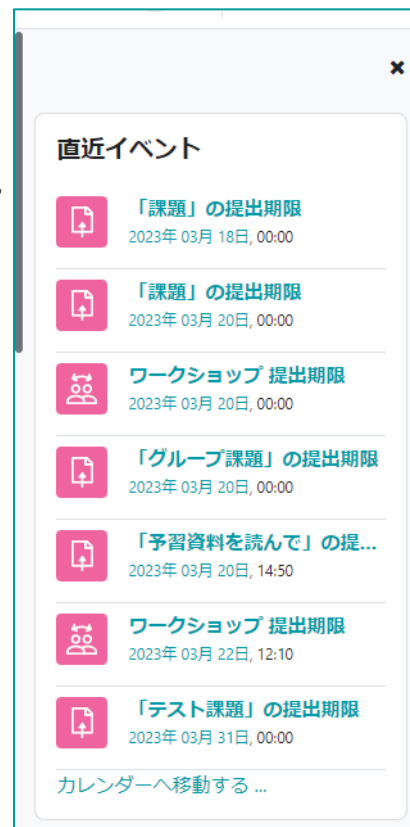 直近イベント
「課題」の提出期限
2023年 03月 18日, 00:00
「課題」の提出期限
2023年 03月 20日, 00:00
ワークショップ 提出期限
2023年 03月 20日, 00:00
「グループ課題」の提出期限
2023年 03月 20日, 00:00
「予習資料を読んで」の提...
2023年 03月 20日, 14:50
ワークショップ 提出期限
2023年 03月 22日, 12:10
「テスト課題」の提出期限
2023年 03月 31日, 00:00
カレンダーへ移動する ...